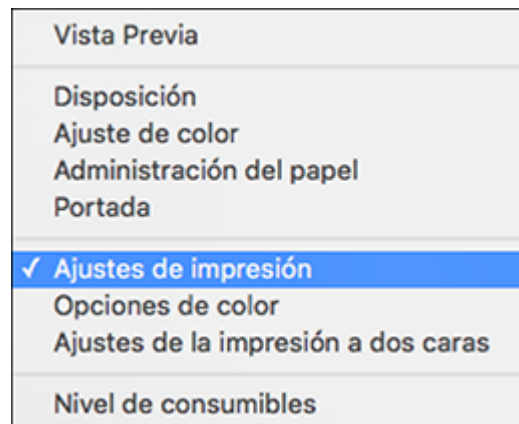 Vista Previa
Disposición
Ajuste de color
Administración del papel
Portada
✓ Ajustes de impresión
Opciones de color
Ajustes de la impresión a dos caras
Nivel de consumibles